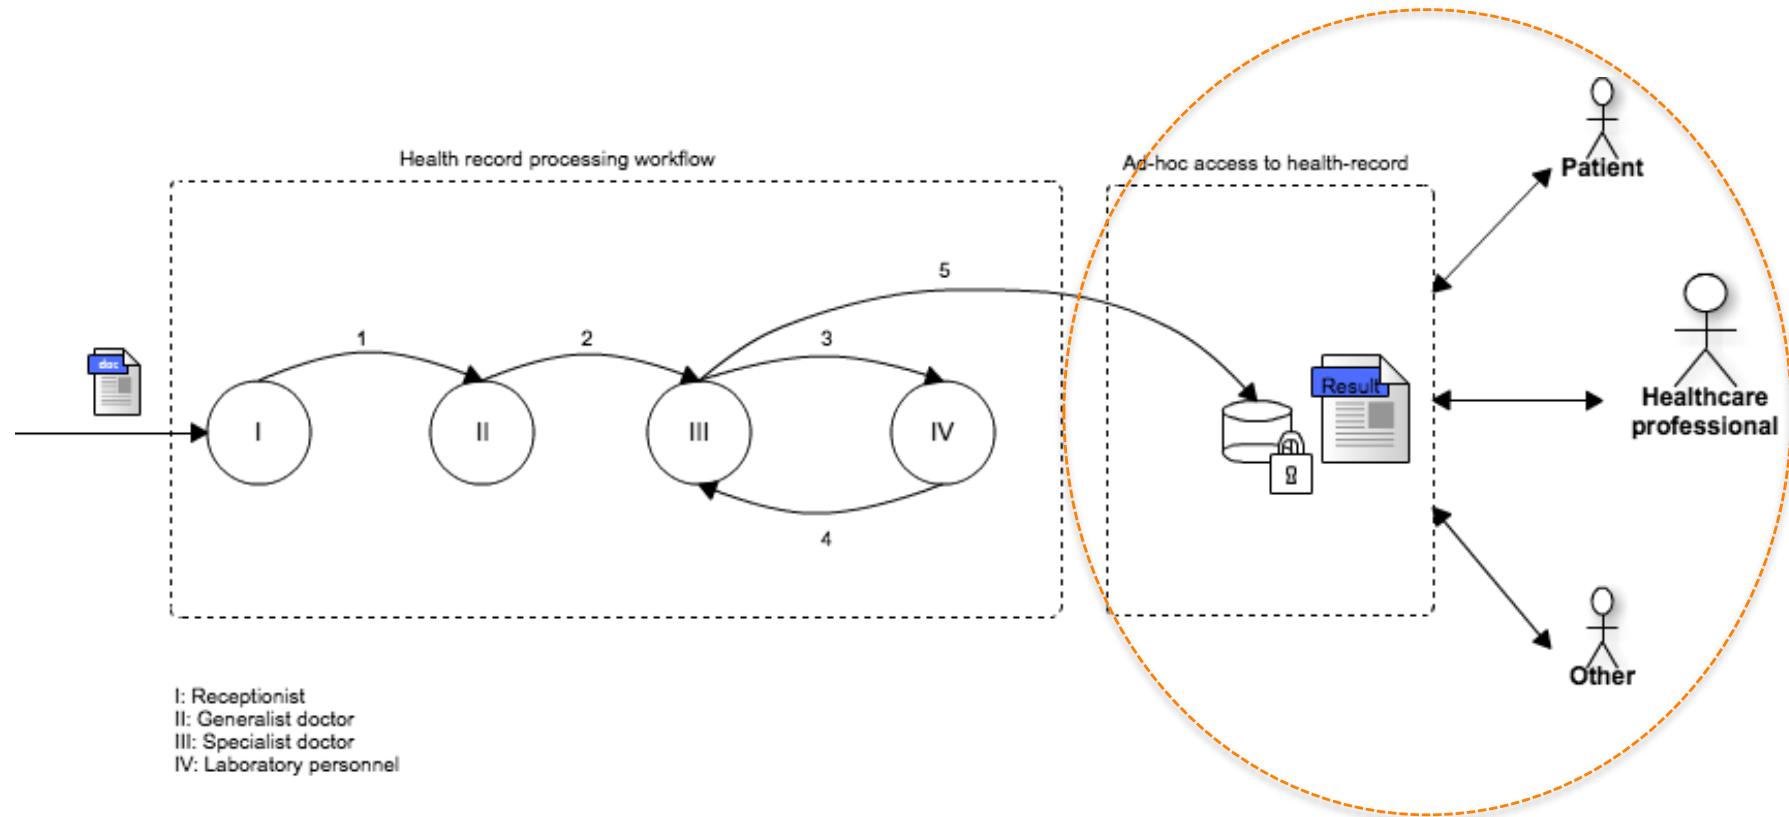 Health record processing workflow
Ad-hoc access to health-record
Patient
5
1
2
3
doc
Result
Healthcare
professional
I
II
III
IV
4
Other
I: Receptionist
II: Generalist doctor
III: Specialist doctor
IV: Laboratory personnel